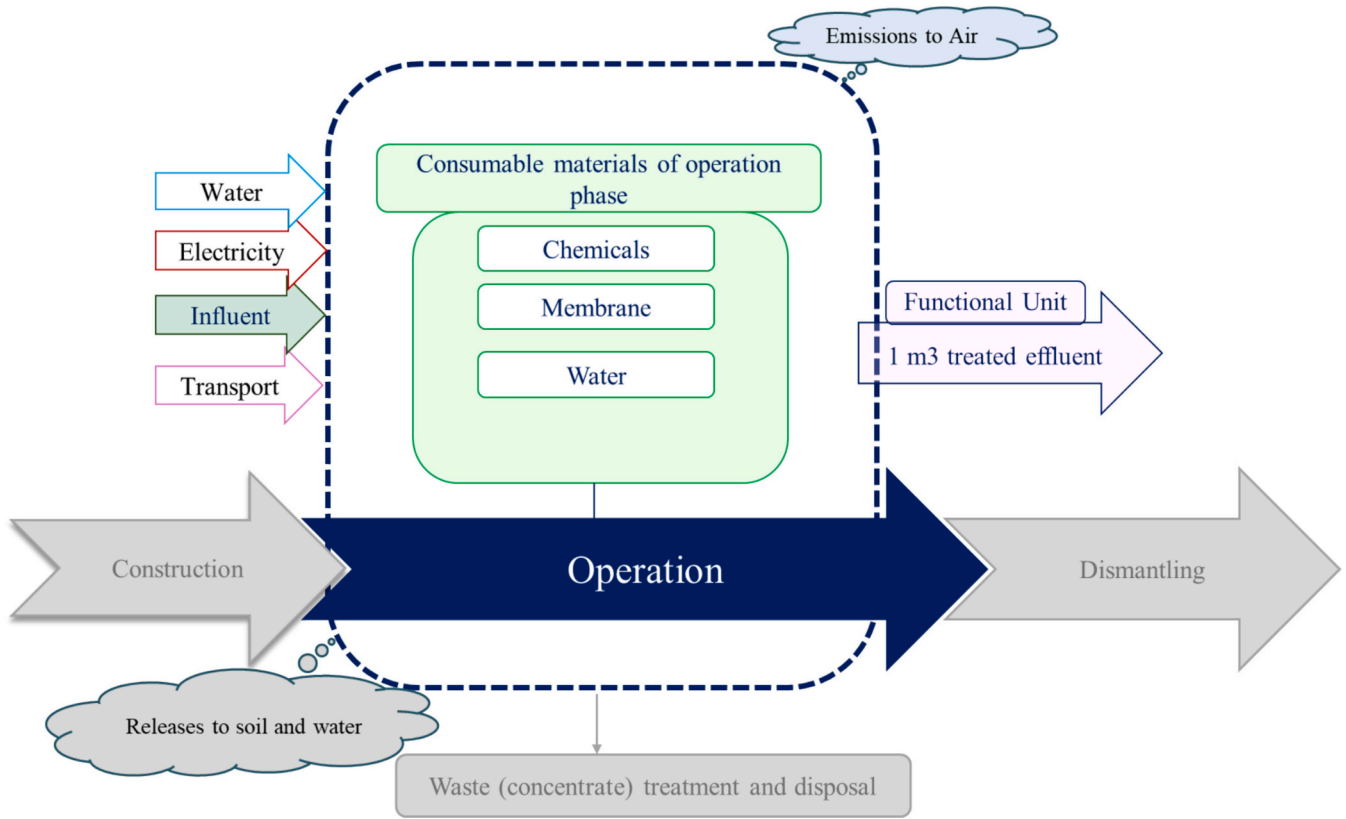 Emissions to Air
Consumable materials of operation
phase
Water
Electricity
Influent
Transport
Chemicals
Membrane
Water
Functional Unit
1 m3 treated effluent
Construction
Operation
Dismantling
Releases to soil and water
Waste (concentrate) treatment and disposal